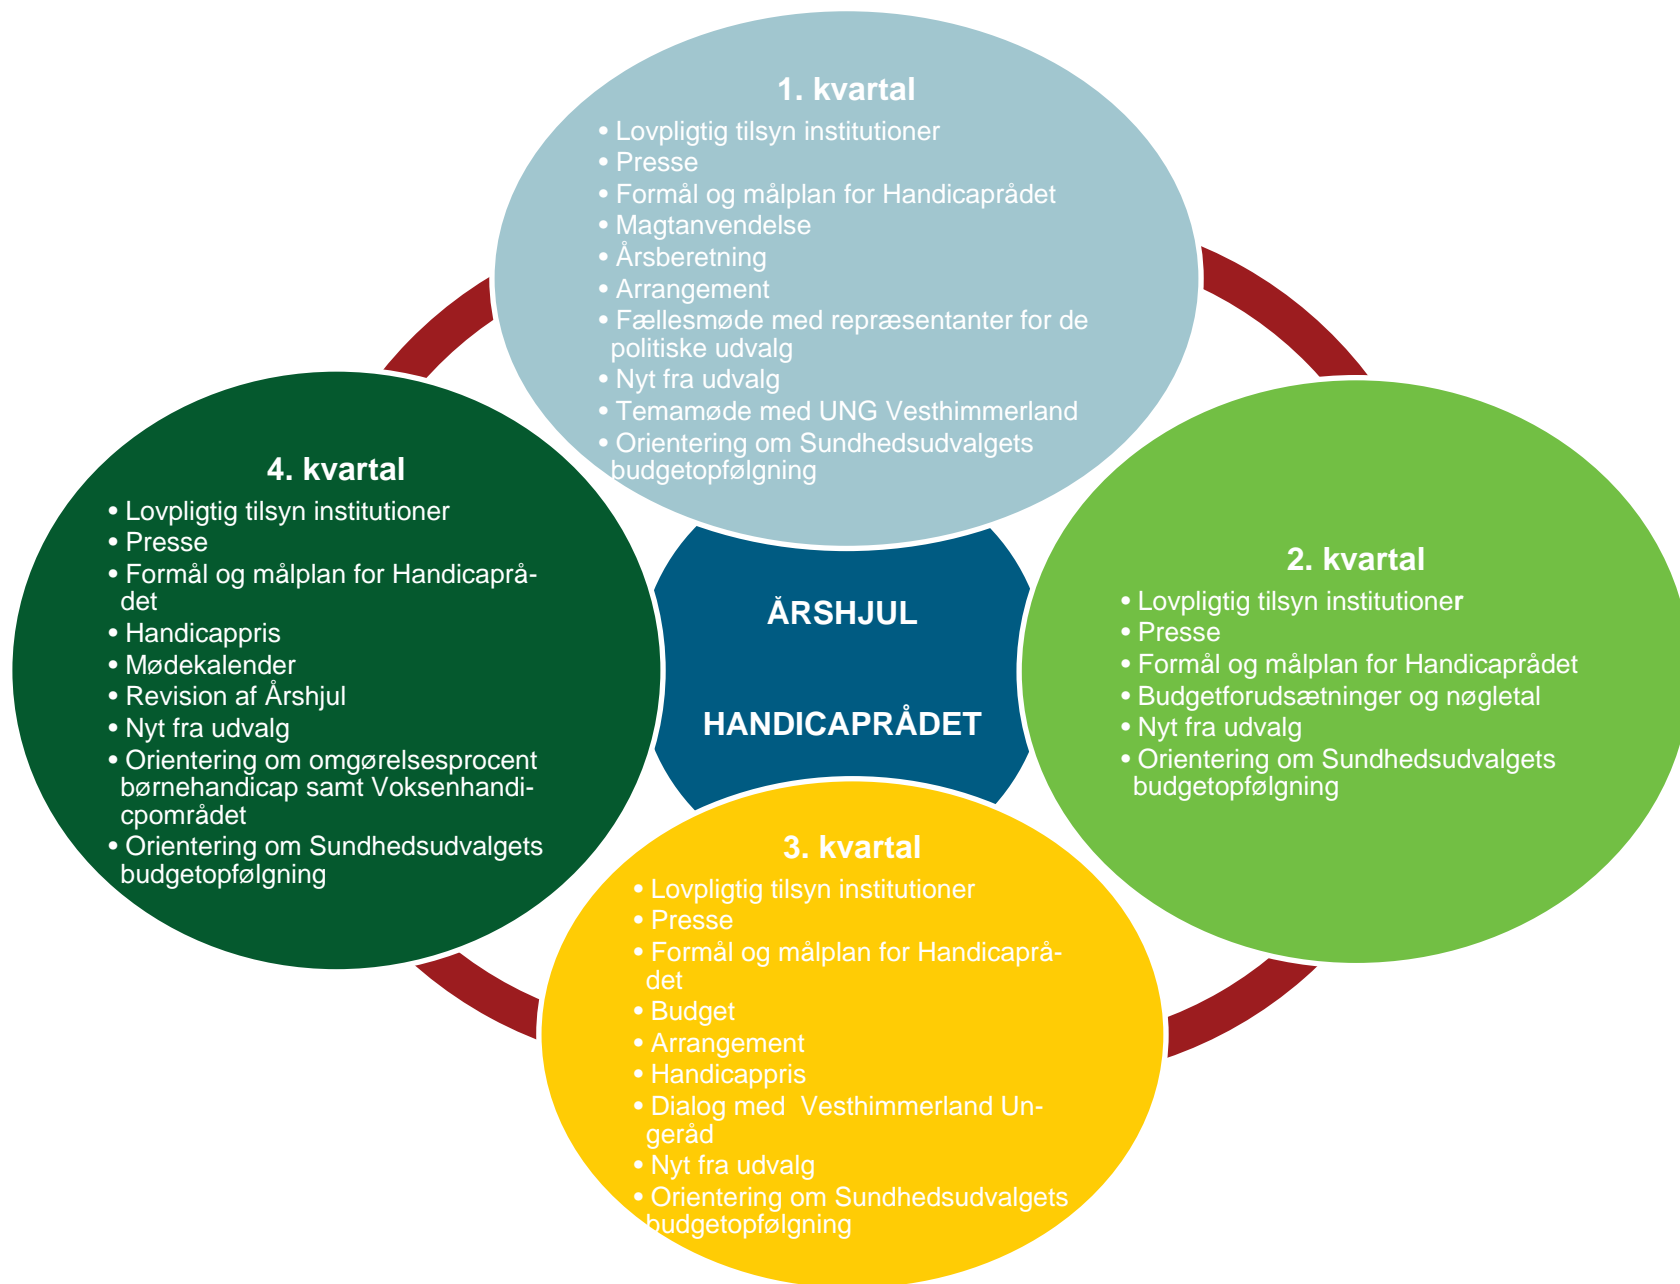 1. kvartal
• Lovpligtig tilsyn institutioner
• Presse
• Formål og målplan for Handicaprådet
• Magtanvendelse
• Årsberetning
• Arrangement
• Fællesmøde med repræsentanter for de
politiske udvalg
• Nyt fra udvalg
• Temamøde med UNG Vesthimmerland
• Orientering om Sundhedsudvalgets
budgetopfølgning
2. kvartal
• Lovpligtig tilsyn institutioner
• Presse
• Formål og målplan for Handicaprådet
• Budgetforudsætninger og nøgletal
• Nyt fra udvalg
• Orientering om Sundhedsudvalgets
budgetopfølgning
3. kvartal
• Lovpligtig tilsyn institutioner
• Presse
• Formål og målplan for Handicaprå-
det
• Budget
• Arrangement
• Handicappris
• Dialog med  Vesthimmerland Un-
geråd
• Nyt fra udvalg
• Orientering om Sundhedsudvalgets
budgetopfølgning
4. kvartal
• Lovpligtig tilsyn institutioner
• Presse
• Formål og målplan for Handicaprå-
det
• Handicappris
• Mødekalender
• Revision af Årshjul
• Nyt fra udvalg
• Orientering om omgørelsesprocent
børnehandicap samt Voksenhandi-
cpområdet
• Orientering om Sundhedsudvalgets
budgetopfølgning
ÅRSHJUL
HANDICAPRÅDET